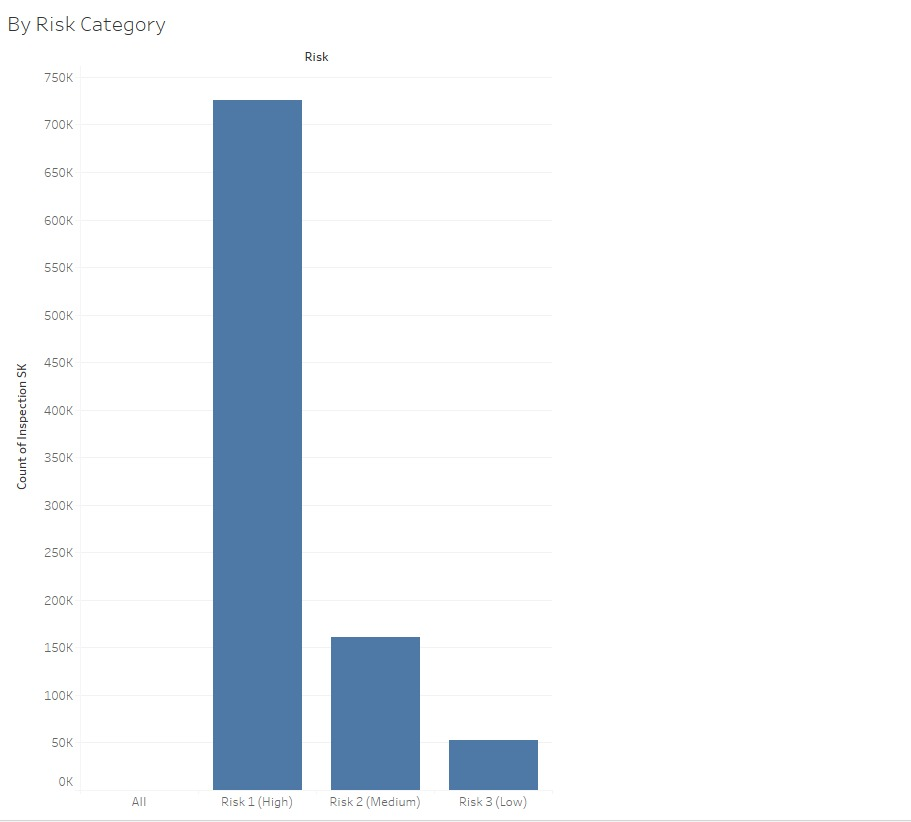 By Risk Category
Risk
750K
700K
650K
600K
550K
500K
450K
400K
350K
300K
250K
200K
150K
100K
50K
0K
Count of Inspection SK
All
Risk 1 (High)
Risk 2 (Medium)
Risk 3 (Low)